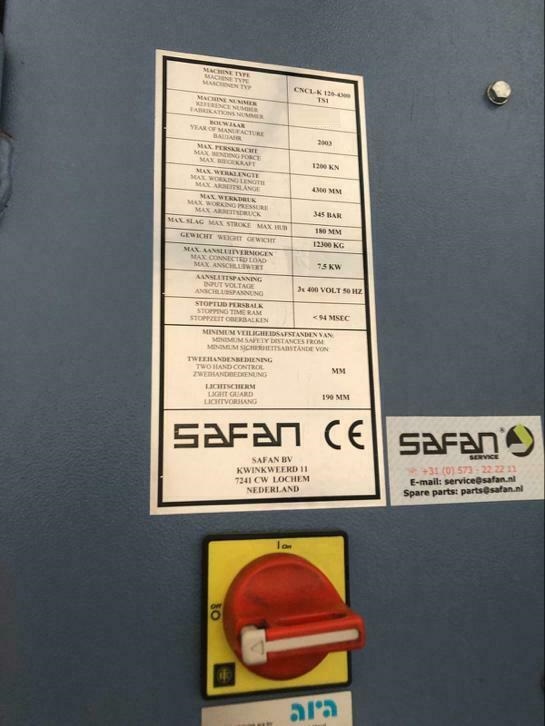 MACHINE TYPE
MACHINE TYPE
MASCHINEN TYP
CNCL-K 120-4300
TS1
MACHINE NUMMER
REFERENCE NUMBER
FABRIKATIONS NUMMER
BOUWJAAR
YEAR OF MANUFACTURE
BAUJAHR
2003
MAX. PERSKRACHT
MAX. BENDING FORCE
MAX. BIEGEKRAFT
1200 KN
MAX. WERKLENGTE
MAX. WORKING LENGTH
MAX. ARBEITSLÄNGE
4300 MM
MAX. WERKDRUK
MAX. WORKING PRESSURE
MAX. ARBEITSDRUCK
345 BAR
MAX. SLAG MAX. STROKE MAX. HUB
180 MM
GEWICHT WEIGHT GEWICHT
12300 KG
MAX. AANSLUITVERMOGEN
MAX. CONNECTED LOAD
MAX. ANSCHLUßWERT
7.5 KW
AANSLUITSPANNING
INPUT VOLTAGE
ANSCHLUßSPANNUNG
3x 400 VOLT 50 HZ
STOPTIJD PERSBALK
STOPPING TIME RAM
STOPPZEIT OBERBALKEN
< 94 MSEC
MINIMUM VEILIGHEIDSAFSTANDEN VAN:
MINIMUM SAFETY DISTANCES FROM:
MINIMUM SICHERHEITSABSTÄNDE VON:
TWEEHANDENBEDIENING
TWO HAND CONTROL
ZWEIHANDBEDIENUNG
MM
LICHTSCHERM
LIGHT GUARD
LICHTVORHANG
190 MM
SAFAN CE
SAFAN BV
KWINKWEERD 11
7241 CW LOCHEM
NEDERLAND
SAFAN®
SERVICE
+31 (0) 573 - 22 22 11
E-mail: service@safan.nl
Spare parts: parts@safan.nl
I On
Off
O
ara